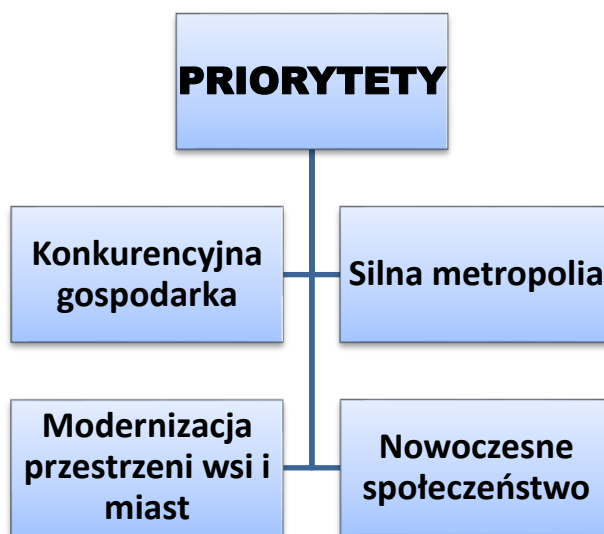 PRIORYTETY
Konkurencyjna
gospodarka
Silna metropolia
Modernizacja
przestrzeni wsi i
miast
Nowoczesne
społeczeństwo